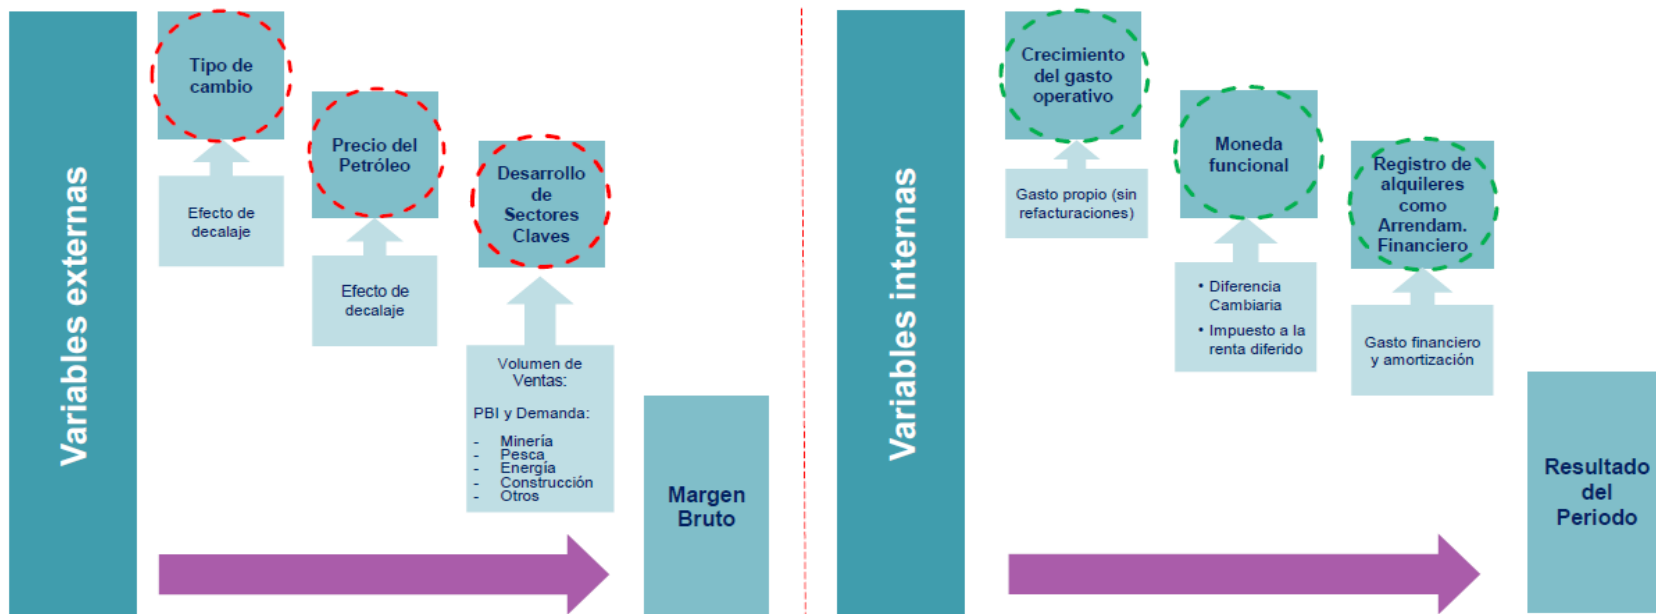 Variables externas
Tipo de
cambio
Efecto de
decalaje
Precio del
Petróleo
Efecto de
decalaje
Desarrollo
de
Sectores
Claves
Volumen de
Ventas:
PBI y Demanda:
- Minería
- Pesca
- Energía
- Construcción
- Otros
Margen
Bruto
Variables internas
Crecimiento
del gasto
operativo
Gasto propio (sin
refacturaciones)
Moneda
funcional
• Diferencia
Cambiaria
• Impuesto a la
renta diferido
Registro de
alquileres
como
Arrendam.
Financiero
Gasto financiero
y amortización
Resultado
del
Periodo